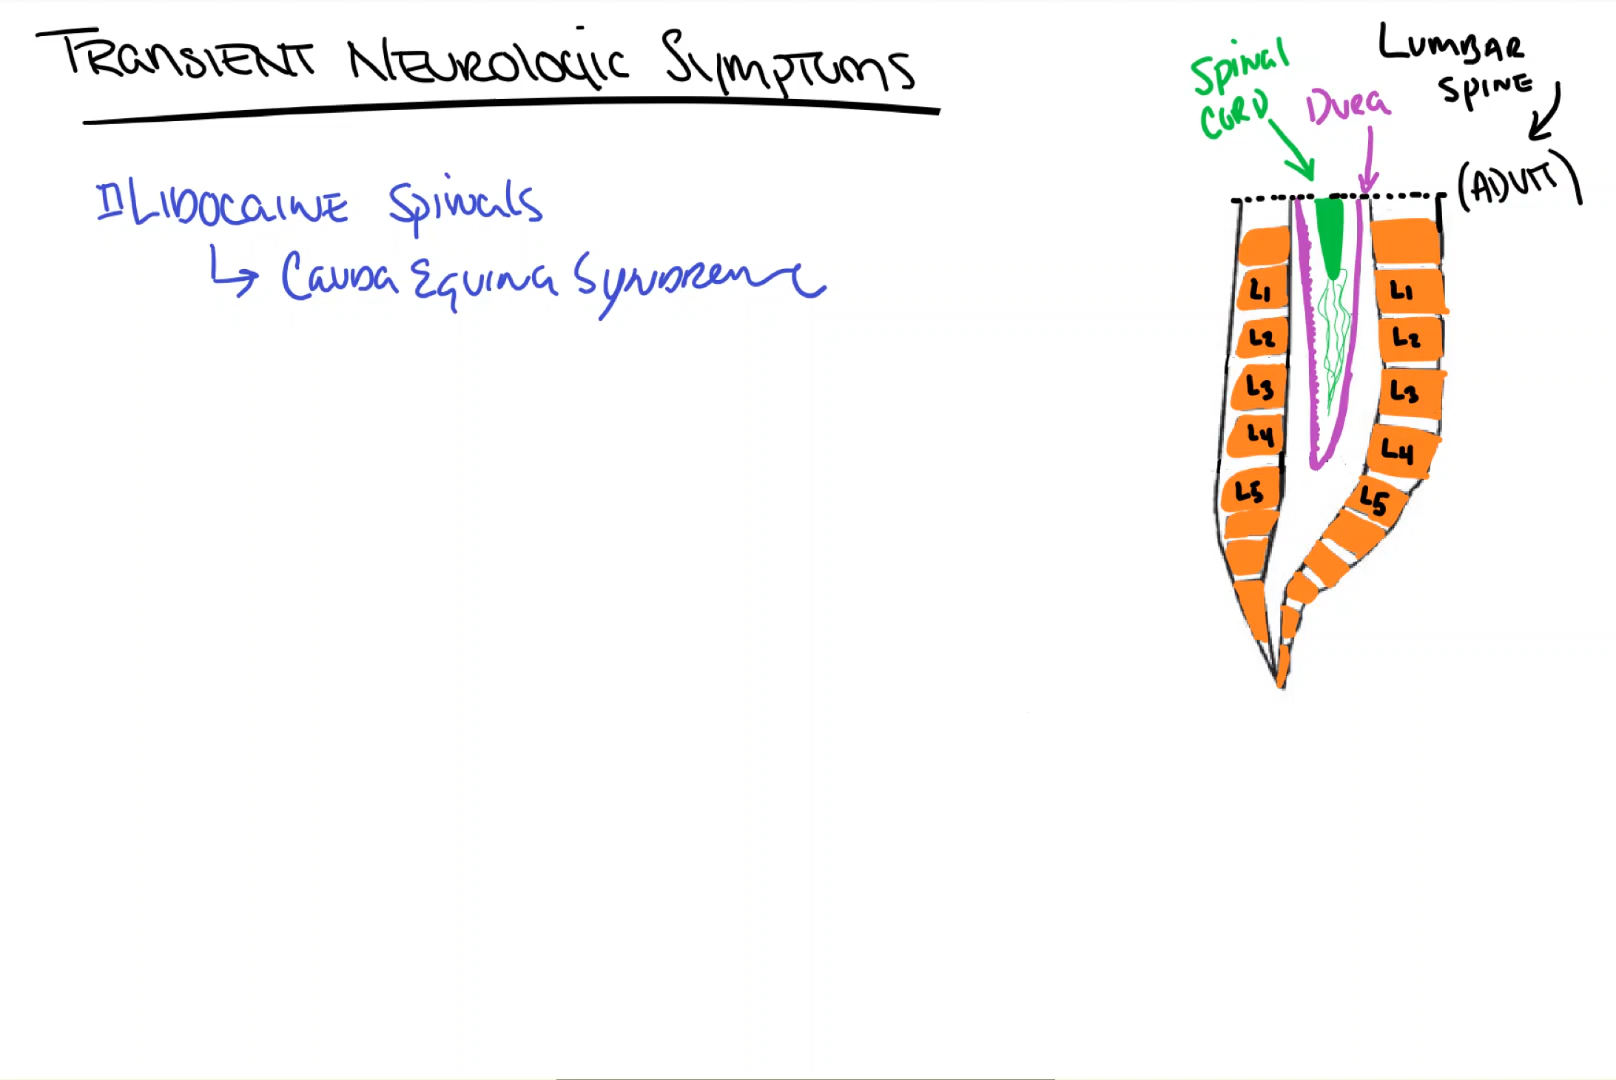 TRANSIENT NEUROLOGIC SYMPTOMS
1) LIDOCAINE SPINALS
↳ CAUDA EQUINA SYNDROME
SPINAL CORD
DURA
LUMBAR SPINE
(ADULT)
L1 L1
L2 L2
L3 L3
L4 L4
L5 L5